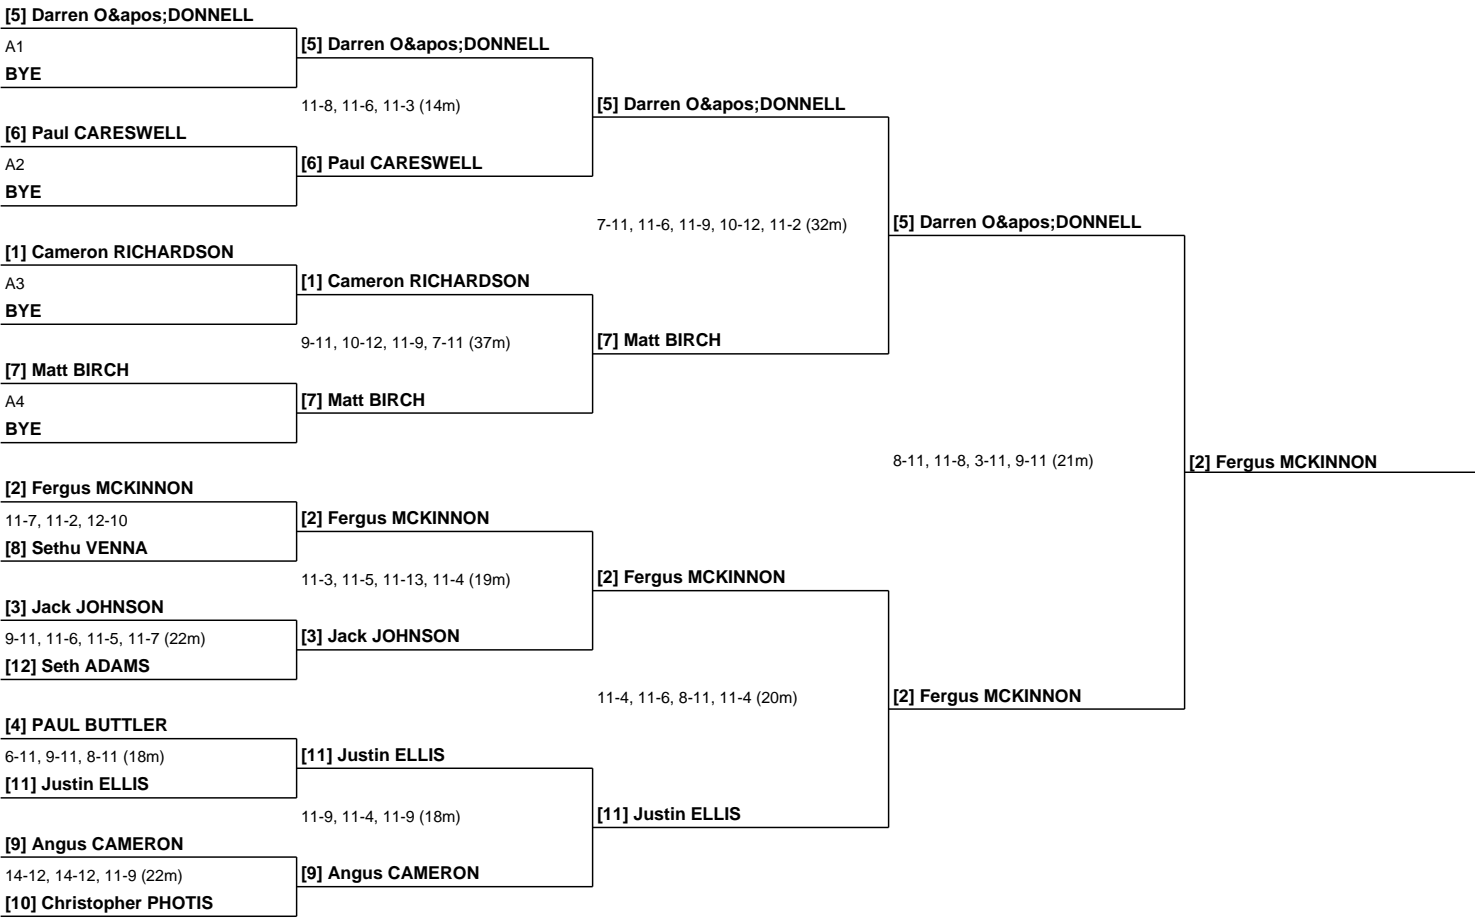 [5] Darren O&apos;DONNELL
A1
BYE
[6] Paul CARESWELL
A2
BYE
[1] Cameron RICHARDSON
A3
BYE
[7] Matt BIRCH
A4
BYE
[2] Fergus MCKINNON
11-7, 11-2, 12-10
[8] Sethu VENNA
[3] Jack JOHNSON
9-11, 11-6, 11-5, 11-7 (22m)
[12] Seth ADAMS
[4] PAUL BUTTLER
6-11, 9-11, 8-11 (18m)
[11] Justin ELLIS
[9] Angus CAMERON
14-12, 14-12, 11-9 (22m)
[10] Christopher PHOTIS
[5] Darren O&apos;DONNELL
11-8, 11-6, 11-3 (14m)
[6] Paul CARESWELL
[1] Cameron RICHARDSON
9-11, 10-12, 11-9, 7-11 (37m)
[7] Matt BIRCH
[2] Fergus MCKINNON
11-3, 11-5, 11-13, 11-4 (19m)
[3] Jack JOHNSON
[11] Justin ELLIS
11-9, 11-4, 11-9 (18m)
[9] Angus CAMERON
[5] Darren O&apos;DONNELL
7-11, 11-6, 11-9, 10-12, 11-2 (32m)
[7] Matt BIRCH
[2] Fergus MCKINNON
11-4, 11-6, 8-11, 11-4 (20m)
[11] Justin ELLIS
[5] Darren O&apos;DONNELL
8-11, 11-8, 3-11, 9-11 (21m)
[2] Fergus MCKINNON
[2] Fergus MCKINNON